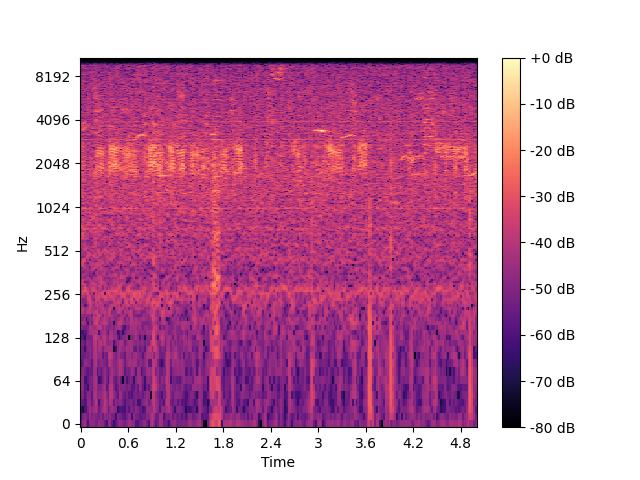 8192
4096
2048
1024
512
256
128
64
0
Hz
0 0.6 1.2 1.8 2.4 3 3.6 4.2 4.8
Time
+0 dB
-10 dB
-20 dB
-30 dB
-40 dB
-50 dB
-60 dB
-70 dB
-80 dB